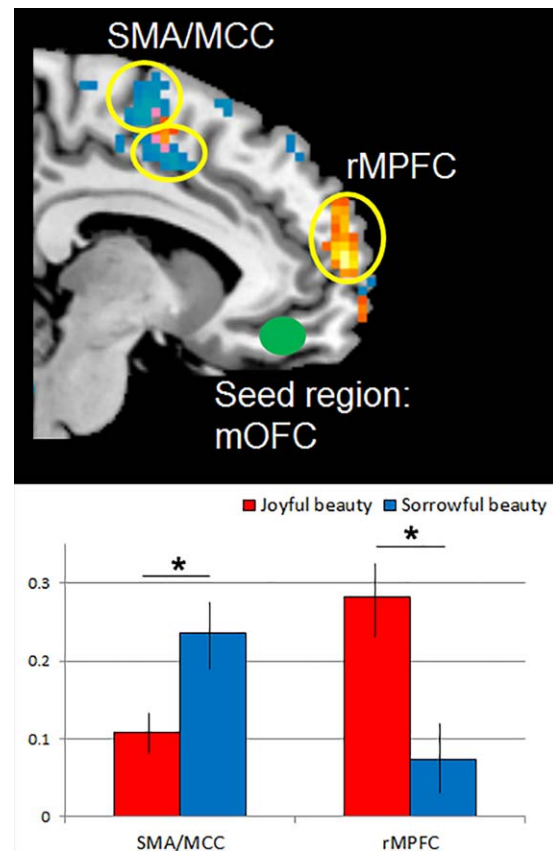 SMA/MCC
rMPFC
Seed region:
mOFC
Joyful beauty Sorrowful beauty
* *
0.3
0.2
0.1
0
SMA/MCC rMPFC